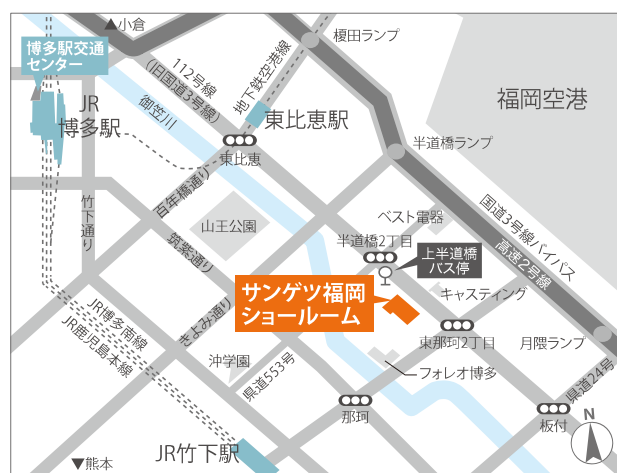 ▲小倉
博多駅交通
センター
JR
博多駅
112号線
(旧国道3号線)
御笠川
地下鉄空港線
東比恵駅
東比恵
榎田ランプ
福岡空港
半道橋ランプ
百年橋通り
竹下通り
筑紫通り
山王公園
ベスト電器
国道3号線バイパス
高速2号線
半道橋2丁目
上半道橋
バス停
サンゲツ福岡
ショールーム
キャスティング
東那珂2丁目
月隈ランプ
JR博多南線
JR鹿児島本線
きよみ通り
沖学園
県道553号
フォレオ博多
県道24号
那珂
板付
JR竹下駅
▼熊本
N